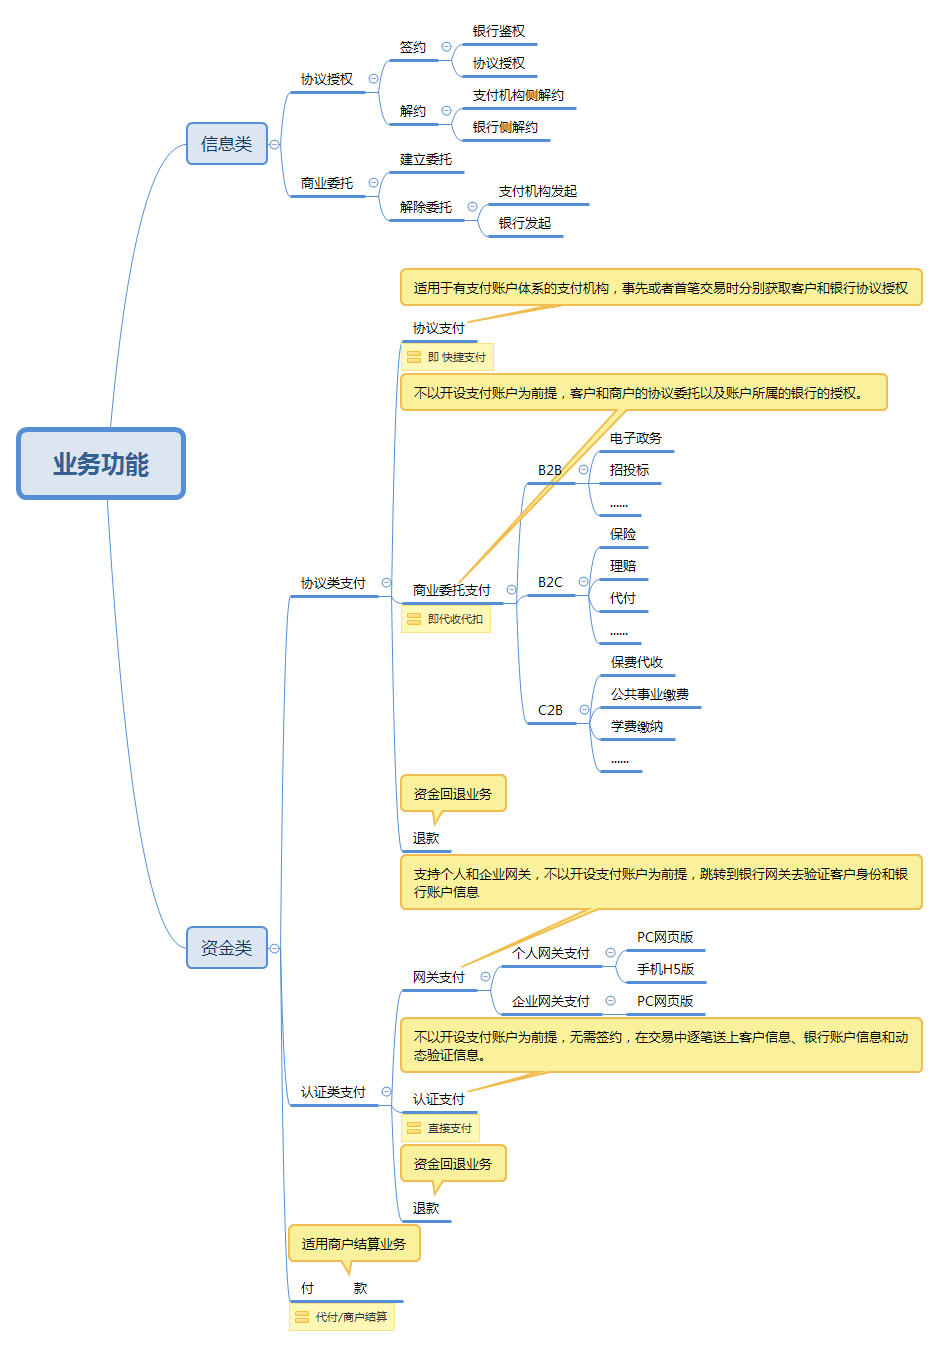 业务功能
信息类
协议授权
签约
银行鉴权
协议授权
解约
支付机构侧解约
银行侧解约
商业委托
建立委托
解除委托
支付机构发起
银行发起
资金类
协议类支付
适用于有支付账户体系的支付机构，事先或者首笔交易时分别获取客户和银行协议授权
协议支付
即 快捷支付
不以开设支付账户为前提，客户和商户的协议委托以及账户所属的银行的授权。
商业委托支付
即代收代扣
B2B
电子政务
招投标
......
B2C
保险
理赔
代付
......
C2B
保费代收
公共事业缴费
学费缴纳
......
资金回退业务
退款
认证类支付
支持个人和企业网关，不以开设支付账户为前提，跳转到银行网关去验证客户身份和银
行账户信息
网关支付
个人网关支付
PC网页版
手机H5版
企业网关支付
PC网页版
不以开设支付账户为前提，无需签约，在交易中逐笔送上客户信息、银行账户信息和动
态验证信息。
认证支付
直接支付
资金回退业务
退款
适用商户结算业务
付 款
代付/商户结算